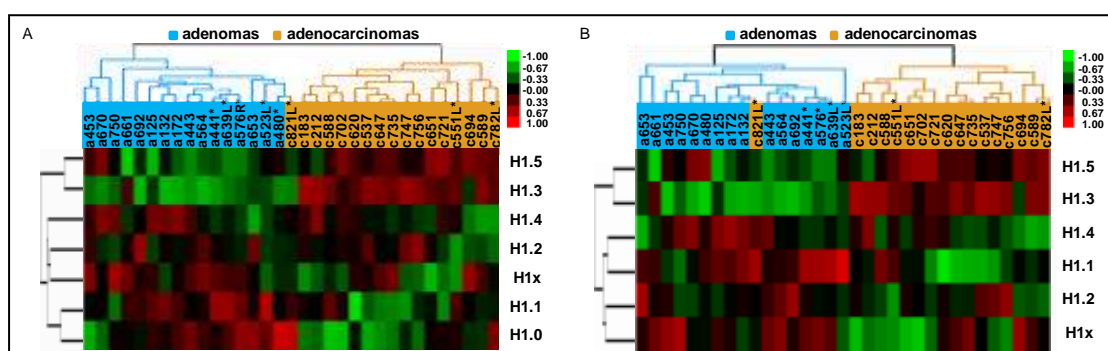 A
adenomas
adenocarcinomas
-1.00
-0.67
-0.33
0.00
0.33
0.67
1.00
a453
a670
a750
a661
a692
a125
a132
a172
a443
a564
a441*
a639L*
a576R*
a653
a523L*
a480*
c821L*
c183
c212
c588
c702
c620
c537
c647
c735
c756
c651
c721
c551L*
c694
c589
c782L*
H1.5
H1.3
H1.4
H1.2
H1x
H1.1
H1.0
B
adenomas
adenocarcinomas
-1.00
-0.67
-0.33
0.00
0.33
0.67
1.00
a653
a661
a453
a750
a670
a480
a125
a172
a132
c821L*
a443
a564
a692
a441*
a576*
a639L*
a523L*
c183
c212
c588
c551L*
c651
c702
c721
c620
c647
c735
c537
c756
c694
c589
c782L*
H1.5
H1.3
H1.4
H1.1
H1.2
H1x